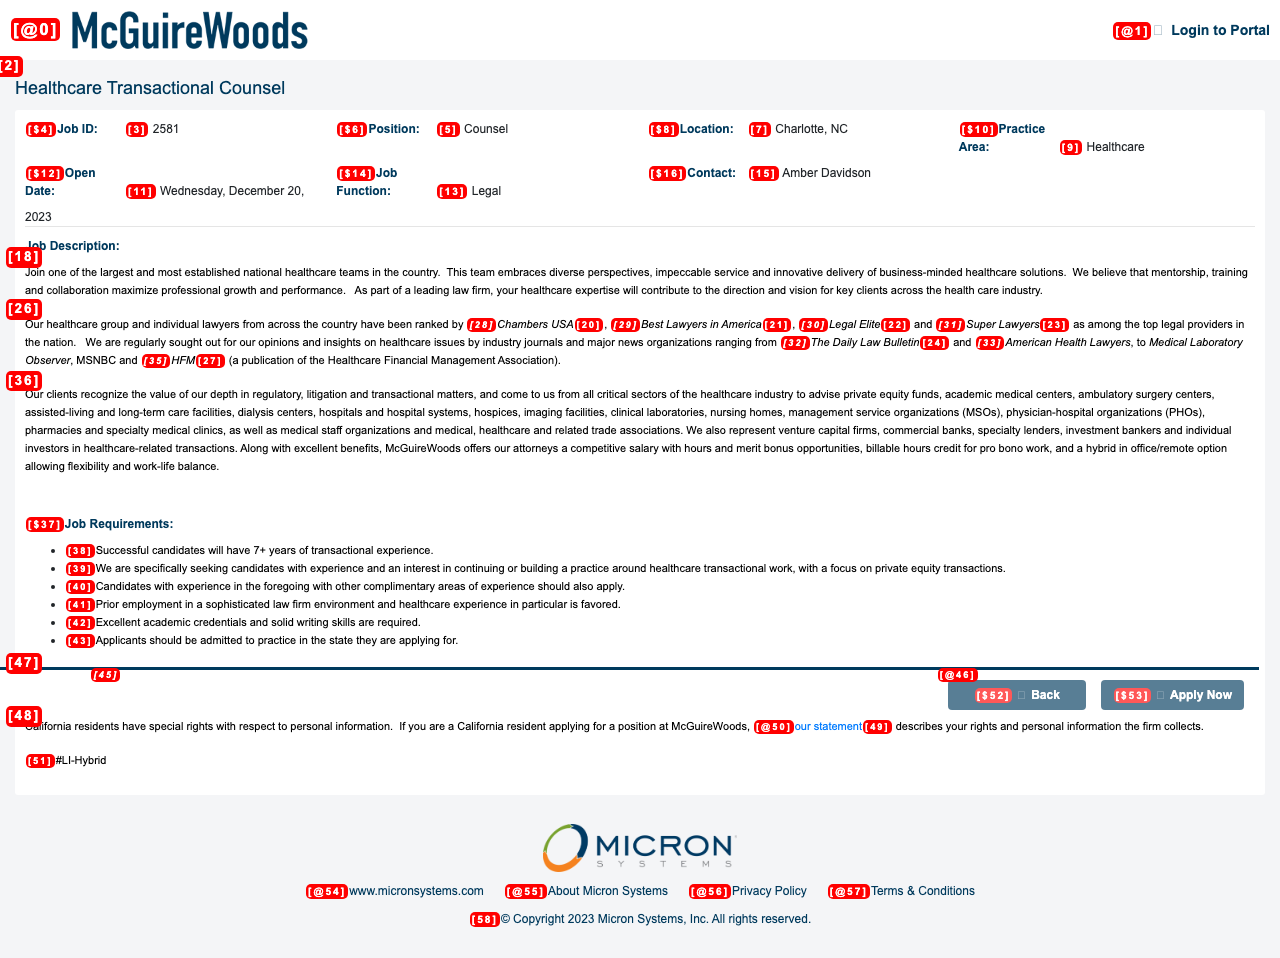 [@0] McGuireWoods [@1] Login to Portal
[2]
Healthcare Transactional Counsel
[$4]Job ID: [3] 2581 [$6]Position: [5] Counsel [$8]Location: [7] Charlotte, NC [$10]Practice Area: [9] Healthcare
[$12]Open Date: [11] Wednesday, December 20, 2023 [$14]Job Function: [13] Legal [$16]Contact: [15] Amber Davidson
Job Description:
[18]
Join one of the largest and most established national healthcare teams in the country. This team embraces diverse perspectives, impeccable service and innovative delivery of business-minded healthcare solutions. We believe that mentorship, training
and collaboration maximize professional growth and performance. As part of a leading law firm, your healthcare expertise will contribute to the direction and vision for key clients across the health care industry.
[26]
Our healthcare group and individual lawyers from across the country have been ranked by [28]Chambers USA[20], [29]Best Lawyers in America[21], [30]Legal Elite[22] and [31]Super Lawyers[23] as among the top legal providers in
the nation. We are regularly sought out for our opinions and insights on healthcare issues by industry journals and major news organizations ranging from [32]The Daily Law Bulletin[24] and [33]American Health Lawyers, to Medical Laboratory
Observer, MSNBC and [35]HFM[27] (a publication of the Healthcare Financial Management Association).
[36]
Our clients recognize the value of our depth in regulatory, litigation and transactional matters, and come to us from all critical sectors of the healthcare industry to advise private equity funds, academic medical centers, ambulatory surgery centers,
assisted-living and long-term care facilities, dialysis centers, hospitals and hospital systems, hospices, imaging facilities, clinical laboratories, nursing homes, management service organizations (MSOs), physician-hospital organizations (PHOs),
pharmacies and specialty medical clinics, as well as medical staff organizations and medical, healthcare and related trade associations. We also represent venture capital firms, commercial banks, specialty lenders, investment bankers and individual
investors in healthcare-related transactions. Along with excellent benefits, McGuireWoods offers our attorneys a competitive salary with hours and merit bonus opportunities, billable hours credit for pro bono work, and a hybrid in office/remote option
allowing flexibility and work-life balance.
[$37]Job Requirements:
• [38]Successful candidates will have 7+ years of transactional experience.
• [39]We are specifically seeking candidates with experience and an interest in continuing or building a practice around healthcare transactional work, with a focus on private equity transactions.
• [40]Candidates with experience in the foregoing with other complimentary areas of experience should also apply.
• [41]Prior employment in a sophisticated law firm environment and healthcare experience in particular is favored.
• [42]Excellent academic credentials and solid writing skills are required.
• [43]Applicants should be admitted to practice in the state they are applying for.
[47]
[45] [@46]
[$52] Back [$53] Apply Now
[48]
California residents have special rights with respect to personal information. If you are a California resident applying for a position at McGuireWoods, [@50]our statement[49] describes your rights and personal information the firm collects.
[51]#LI-Hybrid
MICRON
SYSTEMS
[@54]www.micronsystems.com [@55]About Micron Systems [@56]Privacy Policy [@57]Terms & Conditions
[58]© Copyright 2023 Micron Systems, Inc. All rights reserved.